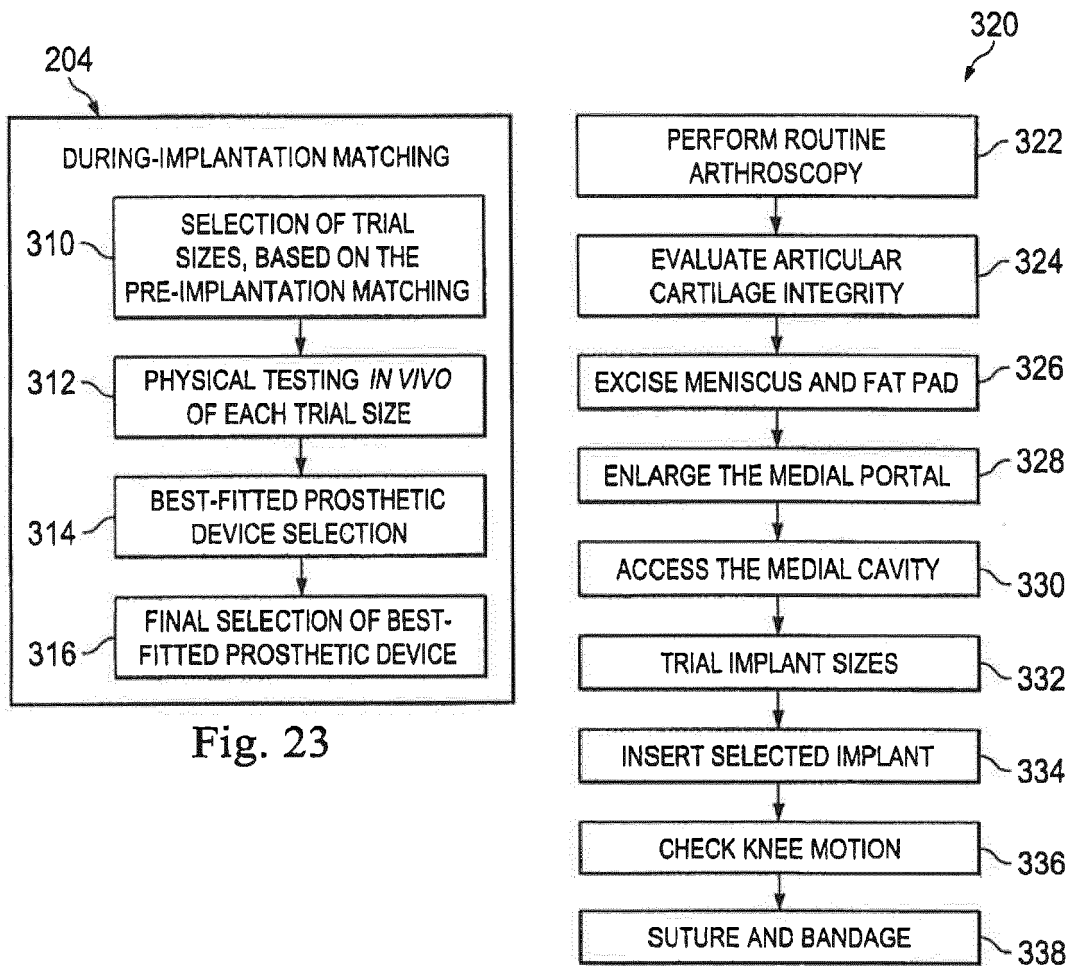 204
DURING-IMPLANTATION MATCHING
310
SELECTION OF TRIAL
SIZES, BASED ON THE
PRE-IMPLANTATION MATCHING
312
PHYSICAL TESTING IN VIVO
OF EACH TRIAL SIZE
314
BEST-FITTED PROSTHETIC
DEVICE SELECTION
316
FINAL SELECTION OF BEST-
FITTED PROSTHETIC DEVICE
Fig. 23
320
PERFORM ROUTINE
ARTHROSCOPY
322
EVALUATE ARTICULAR
CARTILAGE INTEGRITY
324
EXCISE MENISCUS AND FAT PAD
326
ENLARGE THE MEDIAL PORTAL
328
ACCESS THE MEDIAL CAVITY
330
TRIAL IMPLANT SIZES
332
INSERT SELECTED IMPLANT
334
CHECK KNEE MOTION
336
SUTURE AND BANDAGE
338